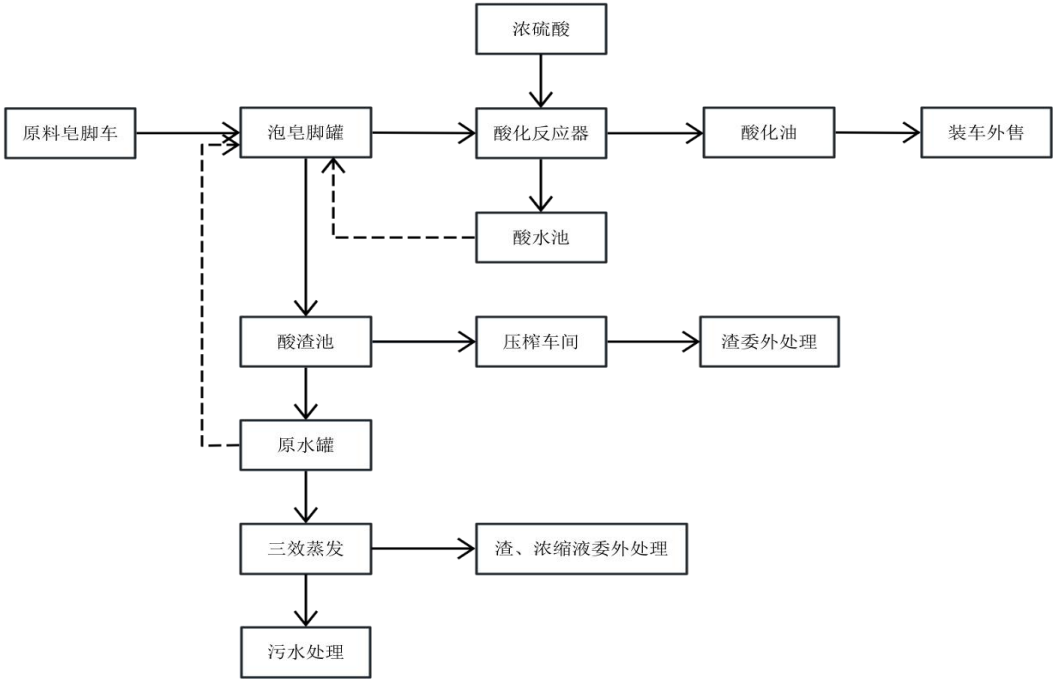 浓硫酸
原料皂脚车
泡皂脚罐
酸化反应器
酸化油
装车外售
酸水池
酸渣池
压榨车间
渣委外处理
原水罐
三效蒸发
渣、浓缩液委外处理
污水处理